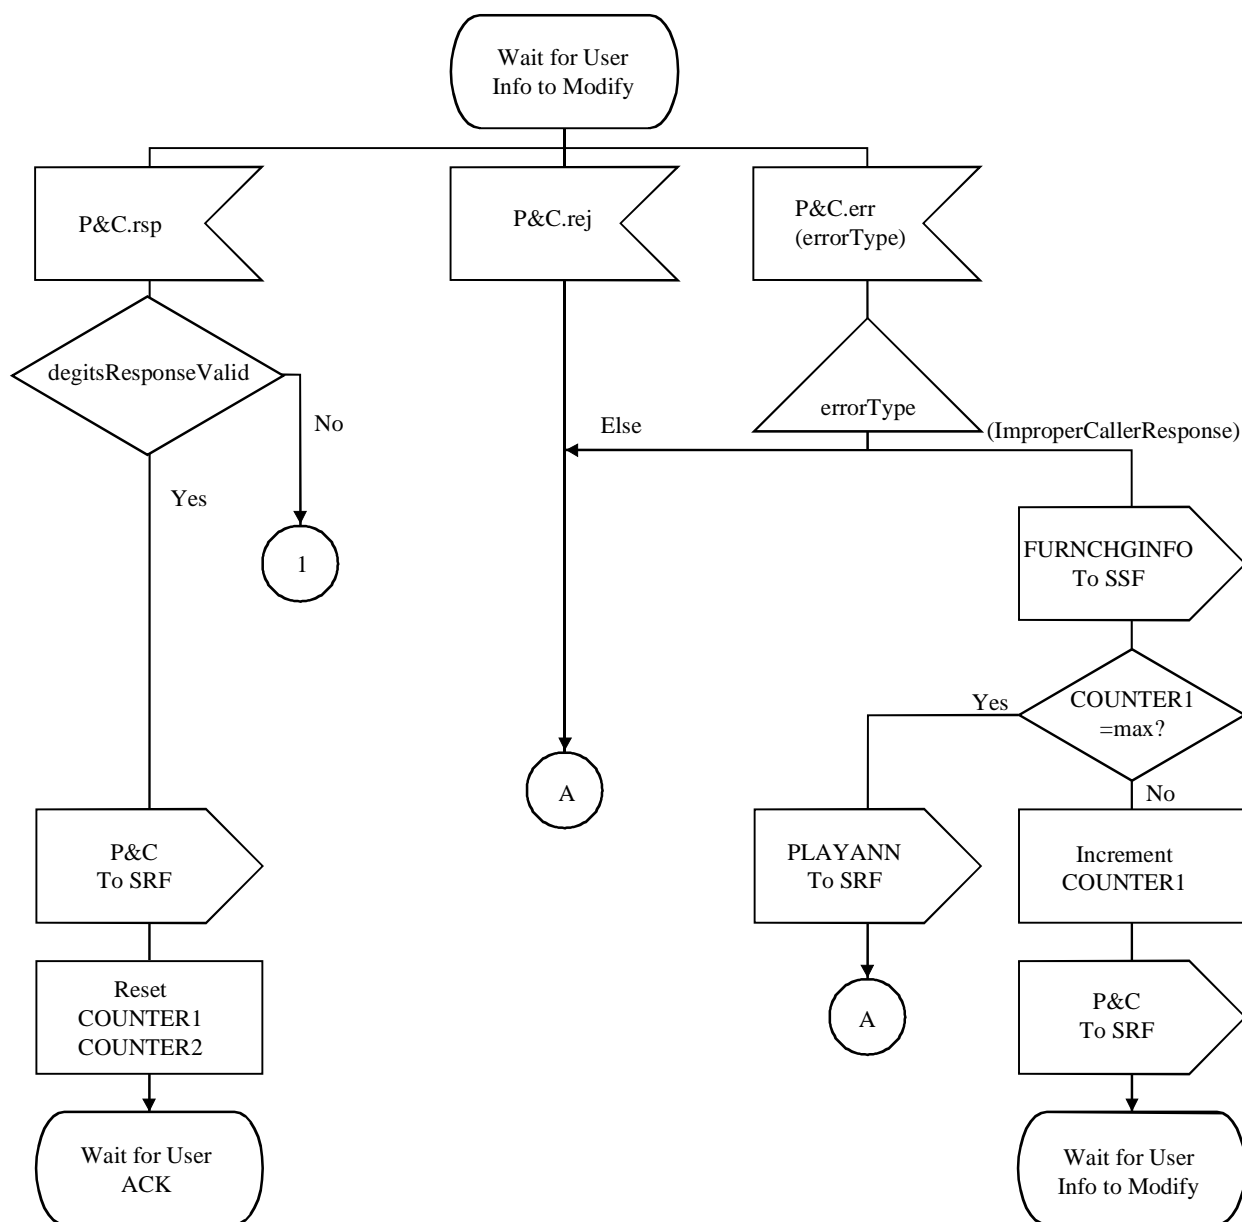 Wait for User
Info to Modify
P&C.rsp
P&C.rej
P&C.err
(errorType)
degitsResponseValid
No
Yes
1
errorType
Else
(ImproperCallerResponse)
FURNCHGINFO
To SSF
COUNTER1
=max?
Yes
No
A
P&C
To SRF
PLAYANN
To SRF
Increment
COUNTER1
Reset
COUNTER1
COUNTER2
A
P&C
To SRF
Wait for User
ACK
Wait for User
Info to Modify